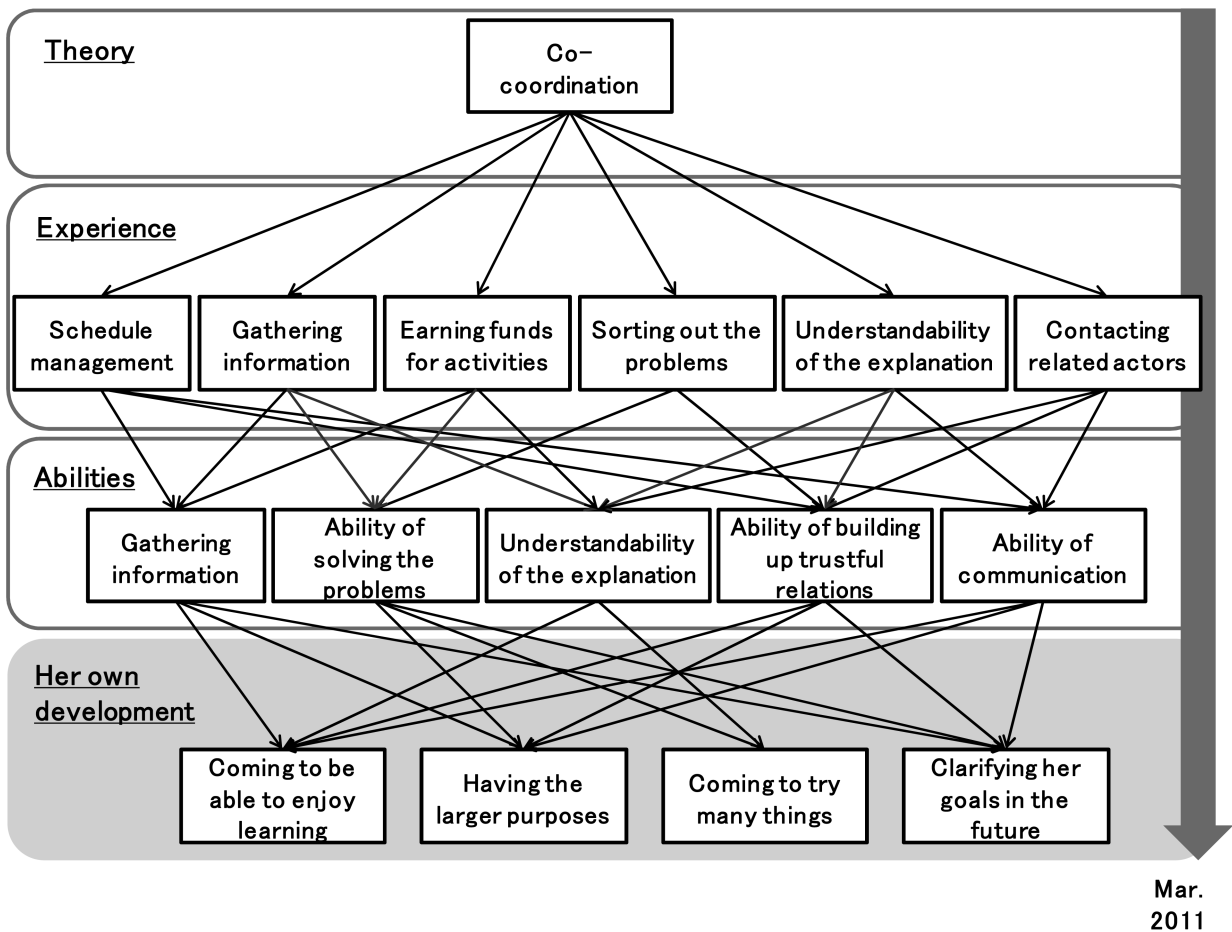 Theory
Co-
coordination
Experience
Schedule
management
Gathering
information
Earning funds
for activities
Sorting out the
problems
Understandability
of the explanation
Contacting
related actors
Abilities
Gathering
information
Ability of
solving the
problems
Understandability
of the explanation
Ability of building
up trustful
relations
Ability of
communication
Her own
development
Coming to be
able to enjoy
learning
Having the
larger purposes
Coming to try
many things
Clarifying her
goals in the
future
Mar.
2011